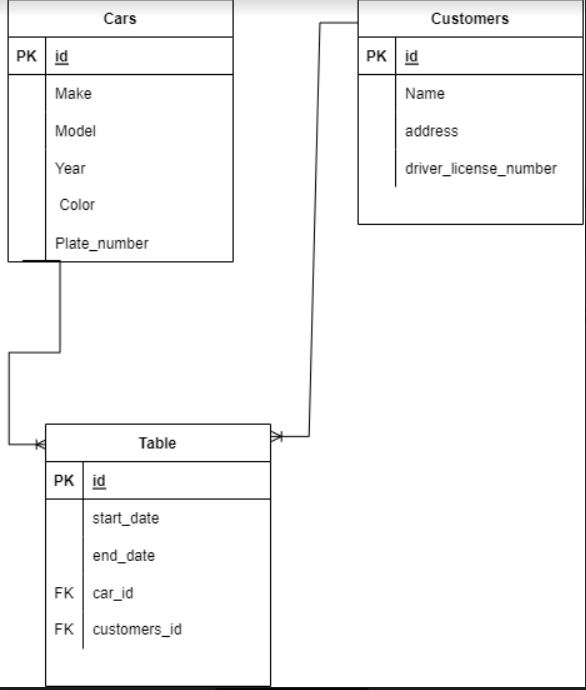 Cars
PK id
Make
Model
Year
Color
Plate_number
Customers
PK id
Name
address
driver_license_number
Table
PK id
start_date
end_date
FK car_id
FK customers_id